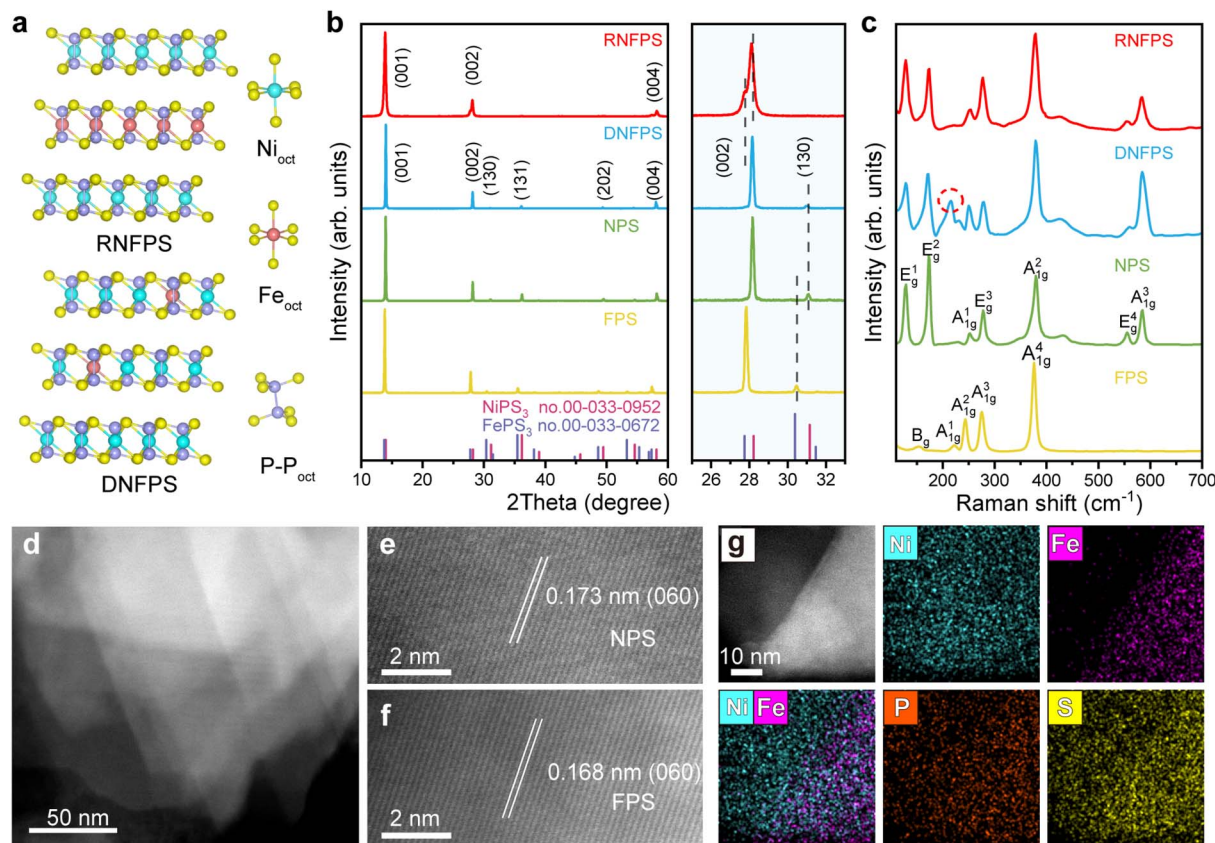 a
RNFPS
DNFPS
Ni_oct
Fe_oct
P-P_oct
b
Intensity (arb. units)
RNFPS
(001)
(002)
(004)
DNFPS
(001)
(002)
(130)
(131)
(202)
(004)
NPS
FPS
NiPS3 no.00-033-0952
FePS3 no.00-033-0672
10 20 30 40 50 60
(002)
(130)
26 28 30 32
2Theta (degree)
c
Intensity (arb. units)
RNFPS
DNFPS
NPS
E_g^1
E_g^2
A_1g^1
E_g^3
A_1g^2
E_g^4
A_1g^3
FPS
B_g
A_1g^1
A_1g^2
A_1g^3
A_1g^4
200 300 400 500 600 700
Raman shift (cm-1)
d
50 nm
e
0.173 nm (060)
NPS
2 nm
f
0.168 nm (060)
FPS
2 nm
g
10 nm
Ni
Fe
Ni Fe
P
S